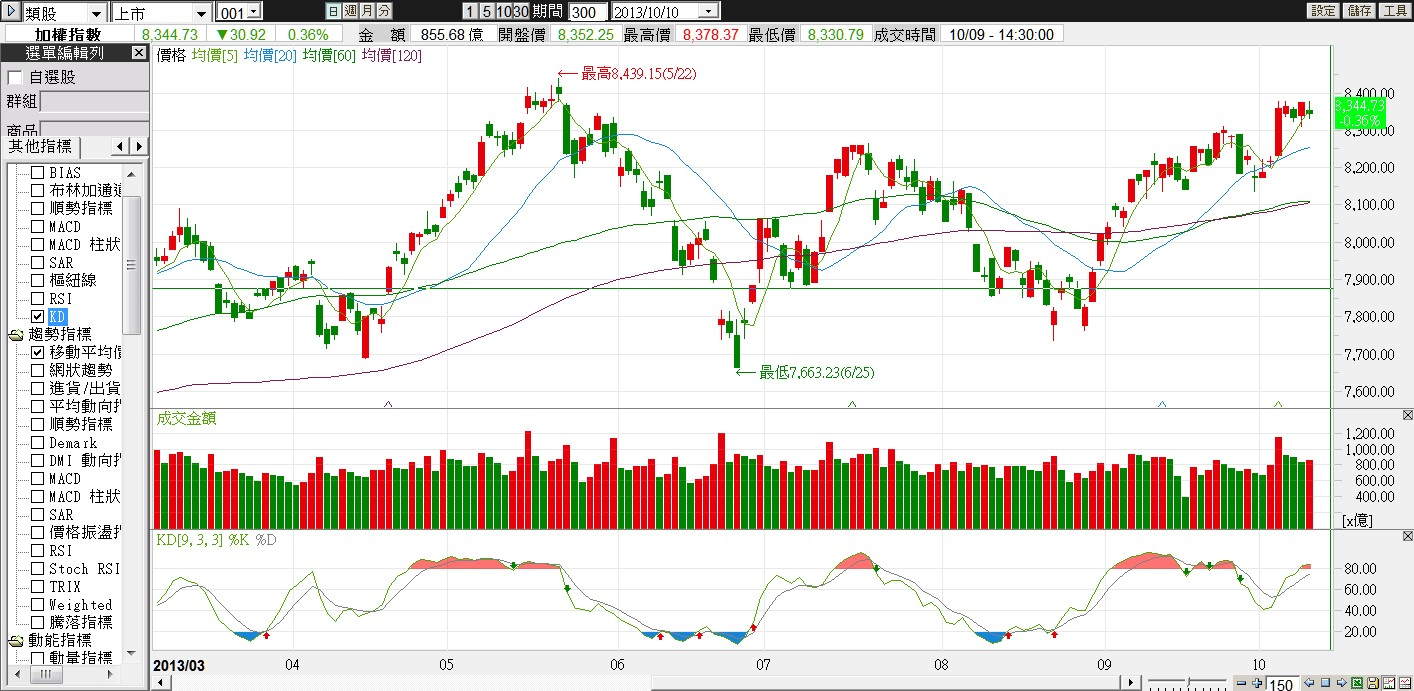 類股 上市 001 日 週 月 分 1 5 10 30 期間 300 2013/10/10 設定 儲存 工具
加權指數 8,344.73 ▼30.92 0.36% 金 額 855.68 億 開盤價 8,352.25 最高價 8,378.37 最低價 8,330.79 成交時間 10/09 - 14:30:00
選單編輯列
自選股
群組
商品
其他指標
BIAS
布林加通道
順勢指標
MACD
MACD 柱狀
SAR
樞紐線
RSI
KD
趨勢指標
移動平均價
網狀趨勢
進貨/出貨
平均動向指
順勢指標
Demark
DMI 動向指
MACD
MACD 柱狀
SAR
價格振盪指
RSI
Stoch RSI
TRIX
Weighted
騰落指標
動能指標
動量指標
價格 均價[5] 均價[20] 均價[60] 均價[120]
最高8,439.15(5/22)
最低7,663.23(6/25)
8,400.00
8,344.73
-0.36%
8,300.00
8,200.00
8,100.00
8,000.00
7,900.00
7,800.00
7,700.00
7,600.00
成交金額
1,200.00
1,000.00
800.00
600.00
400.00
[x億]
KD[9, 3, 3] %K %D
80.00
60.00
40.00
20.00
2013/03 04 05 06 07 08 09 10
150